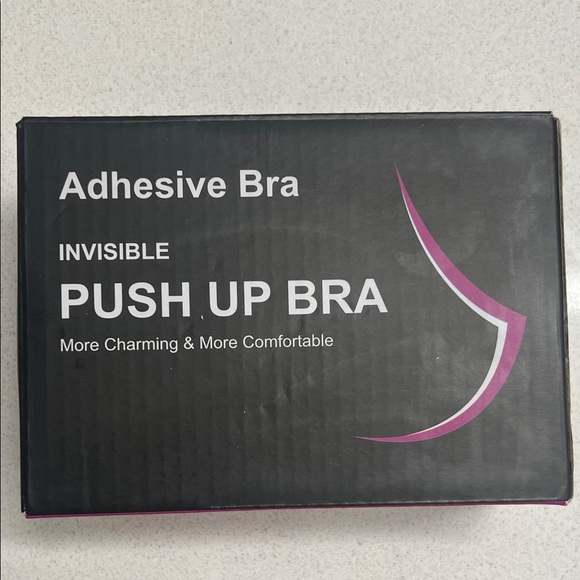 Adhesive Bra
INVISIBLE
PUSH UP BRA
More Charming & More Comfortable